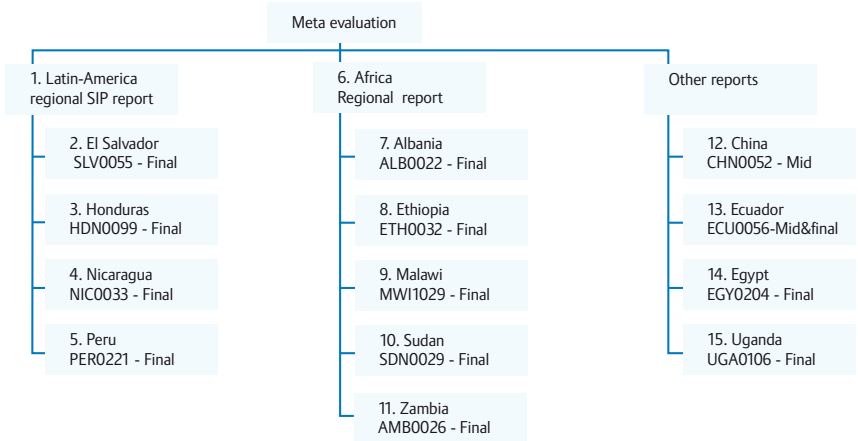 Meta evaluation
1. Latin-America
regional SIP report
2. El Salvador
SLV0055 - Final
3. Honduras
HDN0099 - Final
4. Nicaragua
NIC0033 - Final
5. Peru
PER0221 - Final
6. Africa
Regional report
7. Albania
ALB0022 - Final
8. Ethiopia
ETH0032 - Final
9. Malawi
MWI1029 - Final
10. Sudan
SDN0029 - Final
11. Zambia
AMB0026 - Final
Other reports
12. China
CHN0052 - Mid
13. Ecuador
ECU0056-Mid&final
14. Egypt
EGY0204 - Final
15. Uganda
UGA0106 - Final